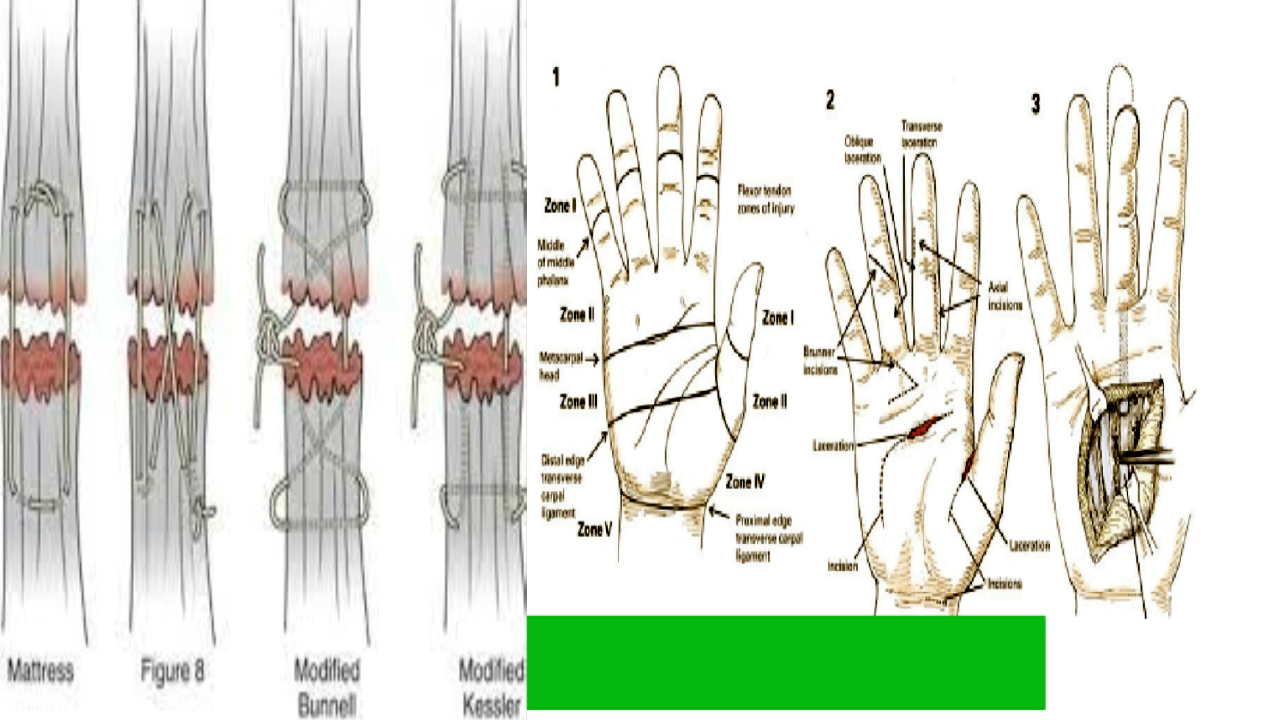 Mattress
Figure 8
Modified
Bunnell
Modified
Kessler
1
Zone I
Middle
of middle
phalanx
Zone II
Metacarpal
head
Zone III
Distal edge
transverse
carpal
ligament
Zone V
Flexor tendon
zones of injury
Zone I
Zone II
Zone IV
Proximal edge
transverse carpal
ligament
2
Oblique
laceration
Transverse
laceration
Axial
incisions
Brunner
incisions
Laceration
Incision
Laceration
Incisions
3